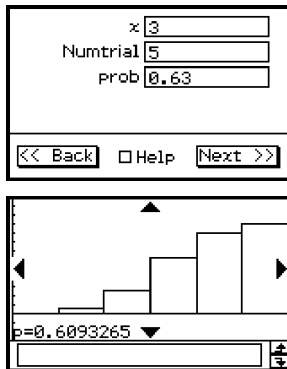 x 3
Numtrial 5
prob 0.63
<< Back Help Next >>
p=0.6093265